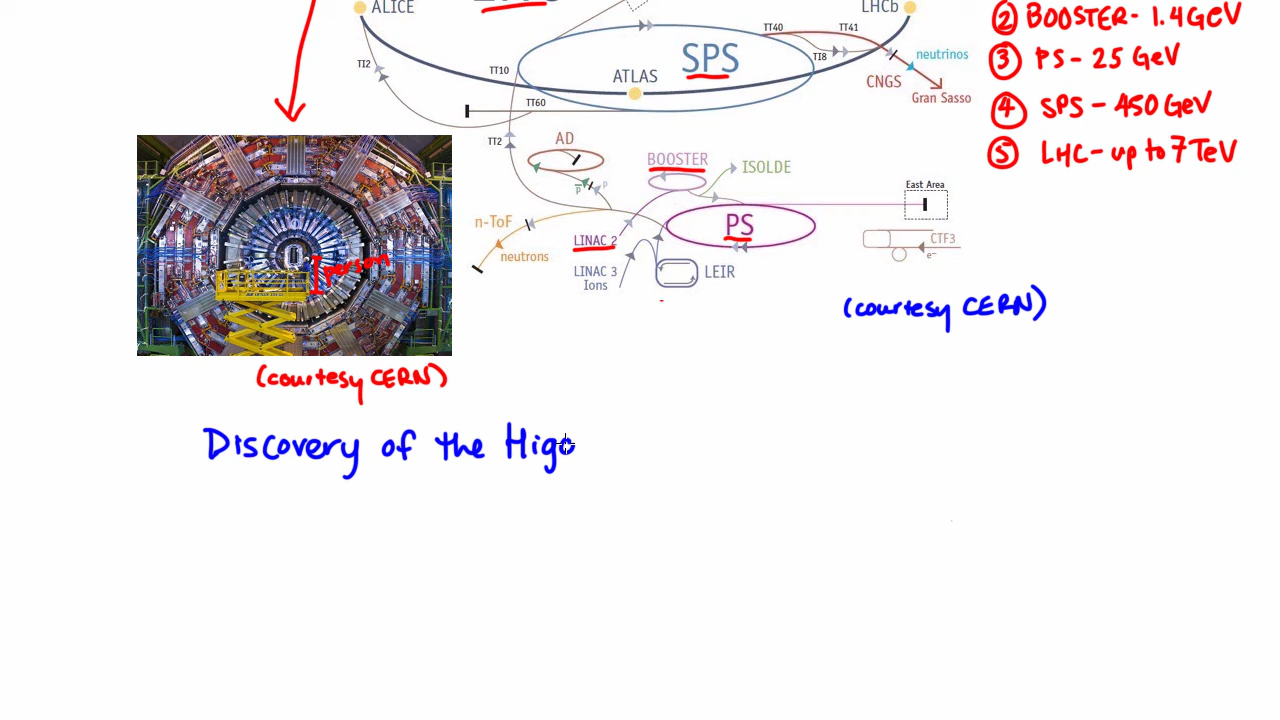 ALICE
LHCb
② BOOSTER- 1.4 GeV
TT40
TT41
SPS
TI8
neutrinos
③ PS - 25 GeV
TI2
TT10
ATLAS
CNGS
Gran Sasso
④ SPS - 450 GeV
TT60
TT2
AD
⑤ LHC - up to 7 TeV
BOOSTER
ISOLDE
p̅
p
East Area
n-ToF
LINAC 2
PS
neutrons
CTF3
e⁻
person
LINAC 3
Ions
LEIR
(courtesy CERN)
(courtesy CERN)
Discovery of the Higg